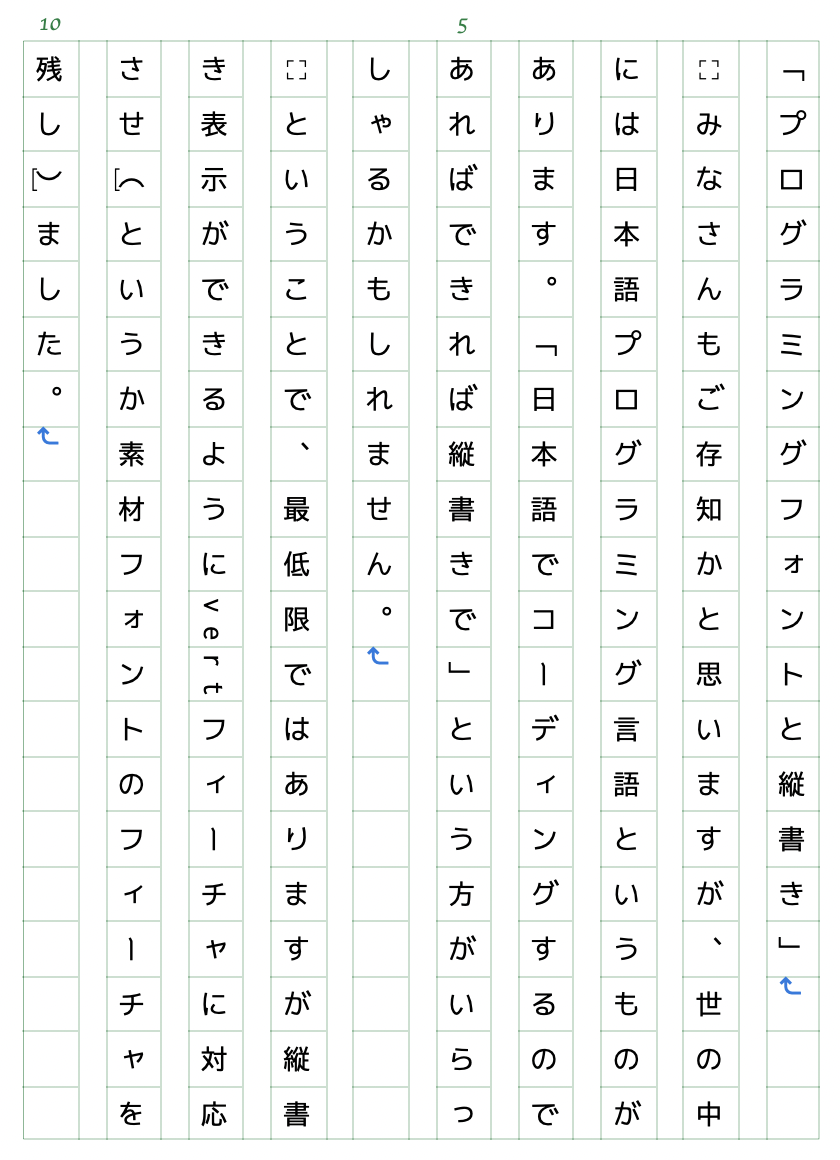 「プログラミングフォントと縦書き」
　みなさんもご存知かと思いますが、世の中
には日本語プログラミング言語というものが
あります。「日本語でコーディングするので
5
あればできれば縦書きで」という方がいらっ
しゃるかもしれません。
　ということで、最低限ではありますが縦書
き表示ができるようにvertフィーチャに対応
させ（というか素材フォントのフィーチャを
10
残し）ました。